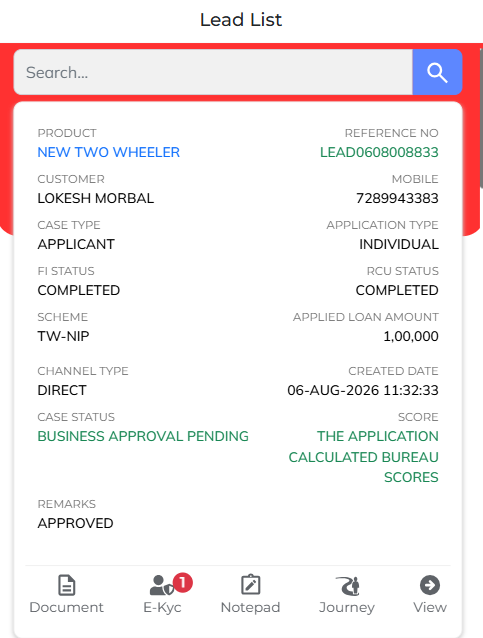 Lead List
Search...
PRODUCT REFERENCE NO
NEW TWO WHEELER LEAD0608008833
CUSTOMER MOBILE
LOKESH MORBAL 7289943383
CASE TYPE APPLICATION TYPE
APPLICANT INDIVIDUAL
FI STATUS RCU STATUS
COMPLETED COMPLETED
SCHEME APPLIED LOAN AMOUNT
TW-NIP 1,00,000
CHANNEL TYPE CREATED DATE
DIRECT 06-AUG-2026 11:32:33
CASE STATUS SCORE
BUSINESS APPROVAL PENDING THE APPLICATION
CALCULATED BUREAU
SCORES
REMARKS
APPROVED
1
Document E-Kyc Notepad Journey View